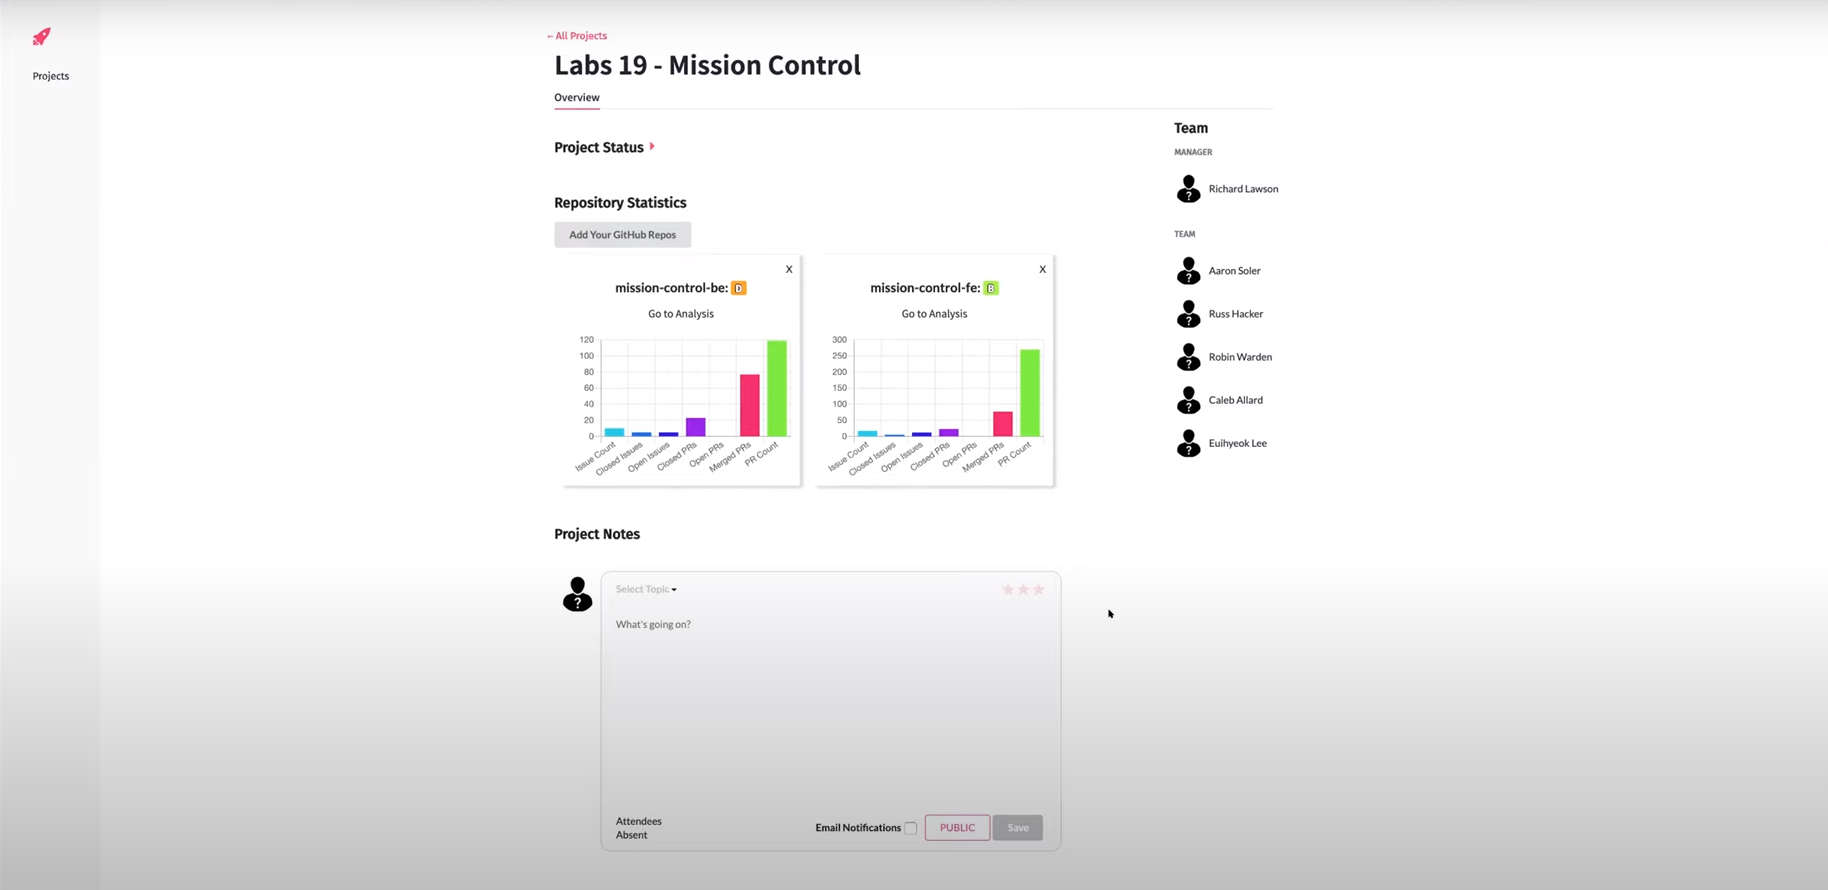 Projects
← All Projects
Labs 19 - Mission Control
Overview
Project Status
Repository Statistics
Add Your GitHub Repos
X
mission-control-be: D
Go to Analysis
120
100
80
60
40
20
0
Issue Count
Closed Issues
Open Issues
Closed PRs
Open PRs
Merged PRs
PR Count
X
mission-control-fe: B
Go to Analysis
300
250
200
150
100
50
0
Issue Count
Closed Issues
Open Issues
Closed PRs
Open PRs
Merged PRs
PR Count
Team
MANAGER
? Richard Lawson
TEAM
? Aaron Soler
? Russ Hacker
? Robin Warden
? Caleb Allard
? Euihyeok Lee
Project Notes
?
Select Topic
What's going on?
Attendees
Absent
Email Notifications PUBLIC Save